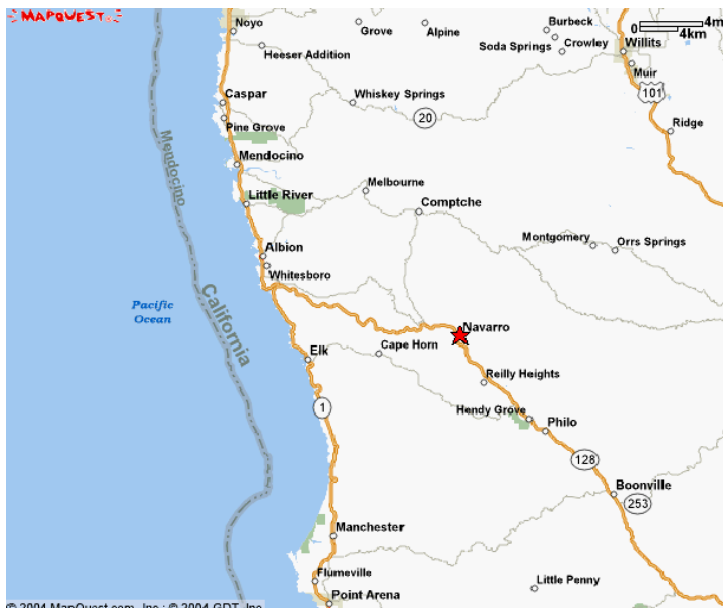 MAPQUEST
Noyo
Grove
Alpine
Burbeck
0 4m
4km
Heeser Addition
Soda Springs
Crowley
Willits
Muir
Caspar
Whiskey Springs
101
20
Pine Grove
Ridge
Mendocino
Mendocino
Melbourne
Little River
Comptche
Montgomery
Orrs Springs
Albion
Whitesboro
Pacific
Ocean
California
Navarro
Elk
Cape Horn
Reilly Heights
1
Hendy Grove
Philo
128
Boonville
253
Manchester
Flumeville
Little Penny
Point Arena
© 2004 MapQuest.com, Inc.; © 2004 GDT, Inc.